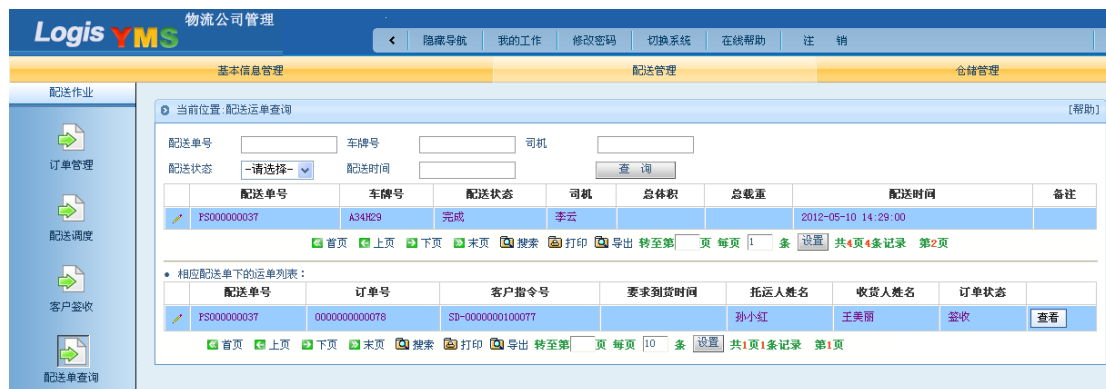 物流公司管理
Logis YMS
隐藏导航 我的工作 修改密码 切换系统 在线帮助 注 销
基本信息管理 配送管理 仓储管理
配送作业
当前位置:配送运单查询 [帮助]
订单管理
配送调度
客户签收
配送单查询
配送单号 车牌号 司机
配送状态 -请选择- 配送时间 查 询
配送单号 车牌号 配送状态 司机 总体积 总载重 配送时间 备注
PS000000037 A34H29 完成 李云 2012-05-10 14:29:00
首页 上页 下页 末页 搜索 打印 导出 转至第 页 每页 1 条 设置 共4页4条记录 第2页
相应配送单下的运单列表：
配送单号 订单号 客户指令号 要求到货时间 托运人姓名 收货人姓名 订单状态
PS000000037 0000000000078 SD-0000000100077 孙小红 王美丽 签收 查看
首页 上页 下页 末页 搜索 打印 导出 转至第 页 每页 10 条 设置 共1页1条记录 第1页